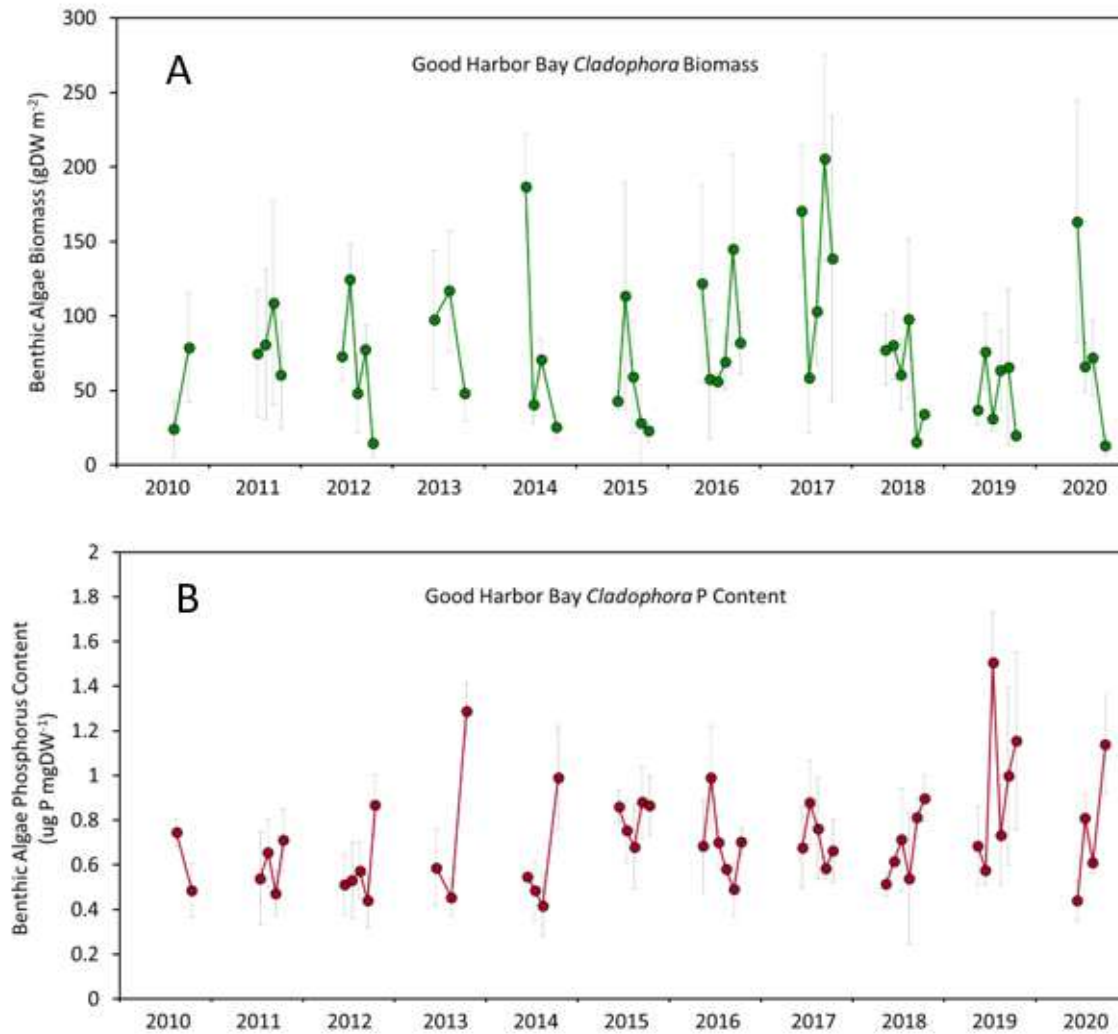 A
Good Harbor Bay Cladophora Biomass
Benthic Algae Biomass (gDW m⁻²)
300
250
200
150
100
50
0
2010 2011 2012 2013 2014 2015 2016 2017 2018 2019 2020
B
Good Harbor Bay Cladophora P Content
Benthic Algae Phosphorus Content
(ug P mgDW⁻¹)
2
1.8
1.6
1.4
1.2
1
0.8
0.6
0.4
0.2
0
2010 2011 2012 2013 2014 2015 2016 2017 2018 2019 2020